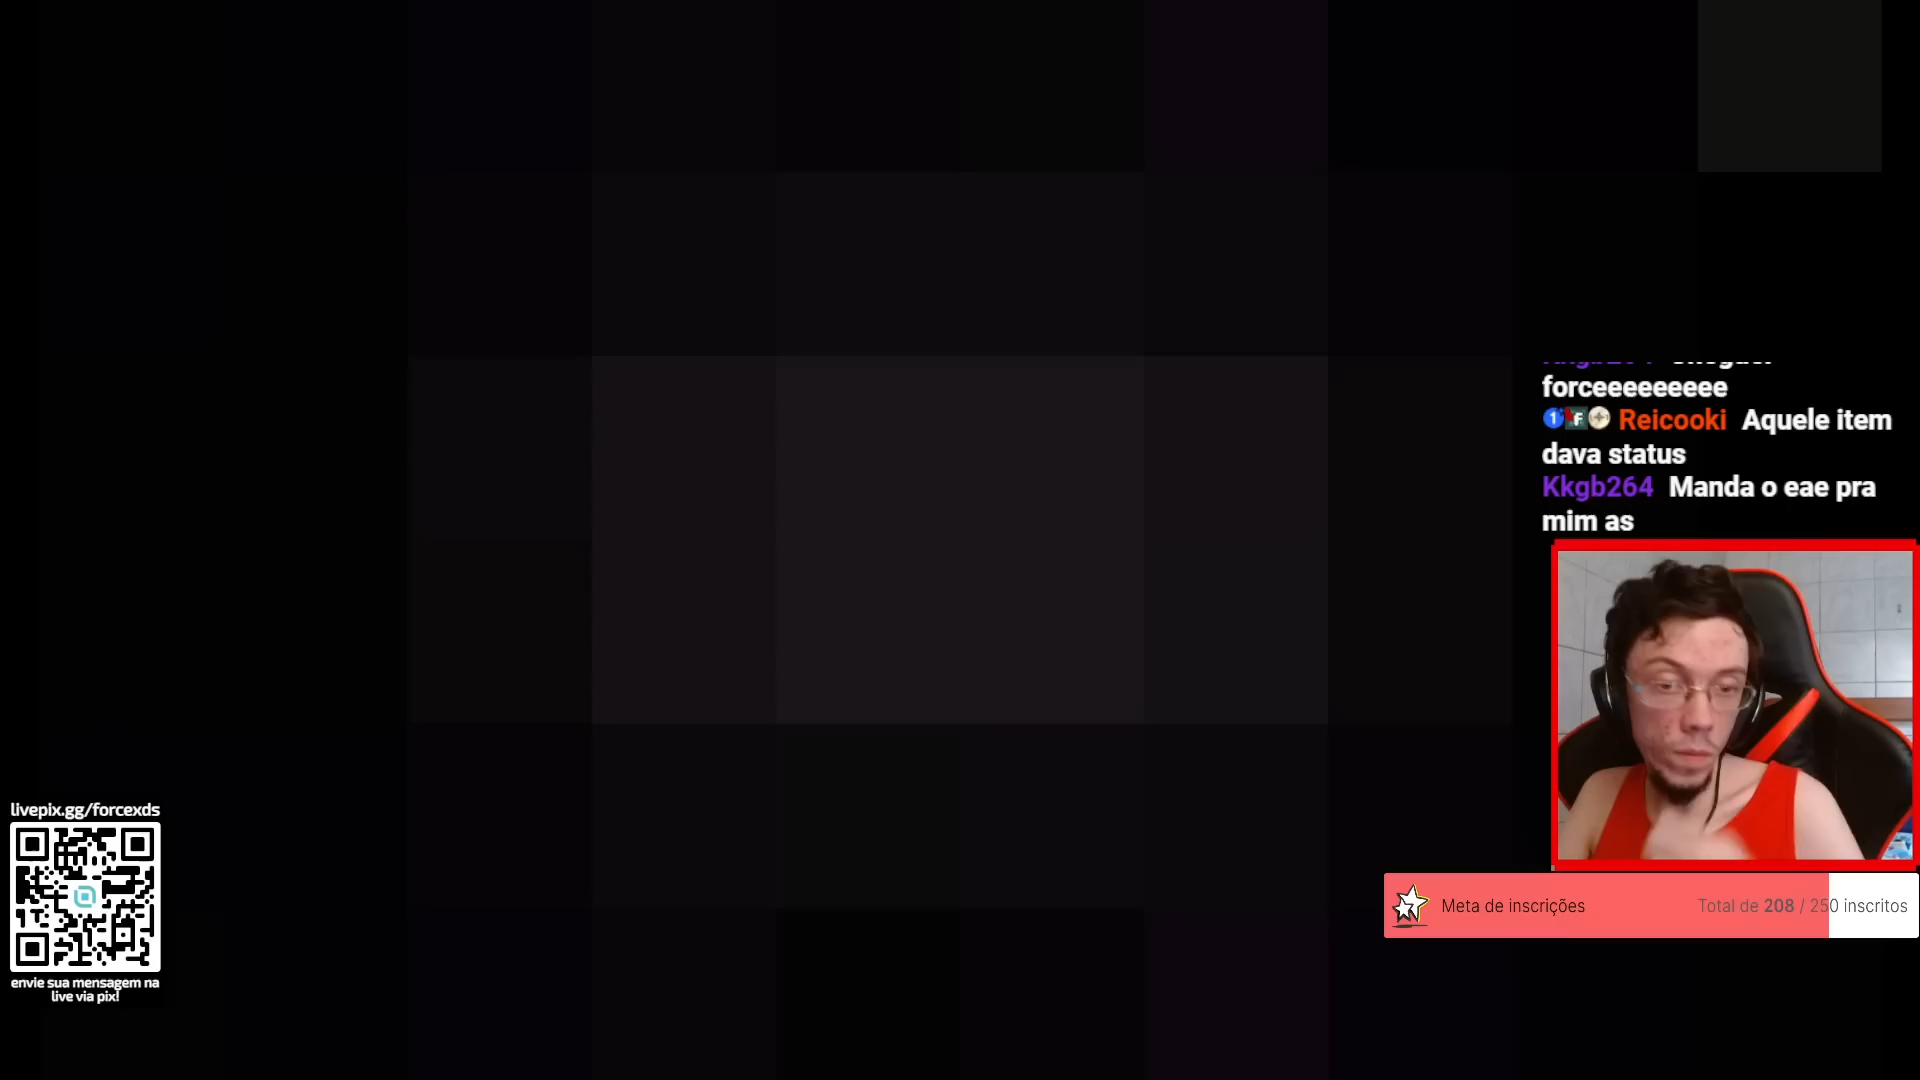 forceeeeeeeee
Reicooki Aquele item
dava status
Kkgb264 Manda o eae pra
mim as
livepix.gg/forcexds
envie sua mensagem na
live via pix!
Meta de inscrições Total de 208 / 250 inscritos